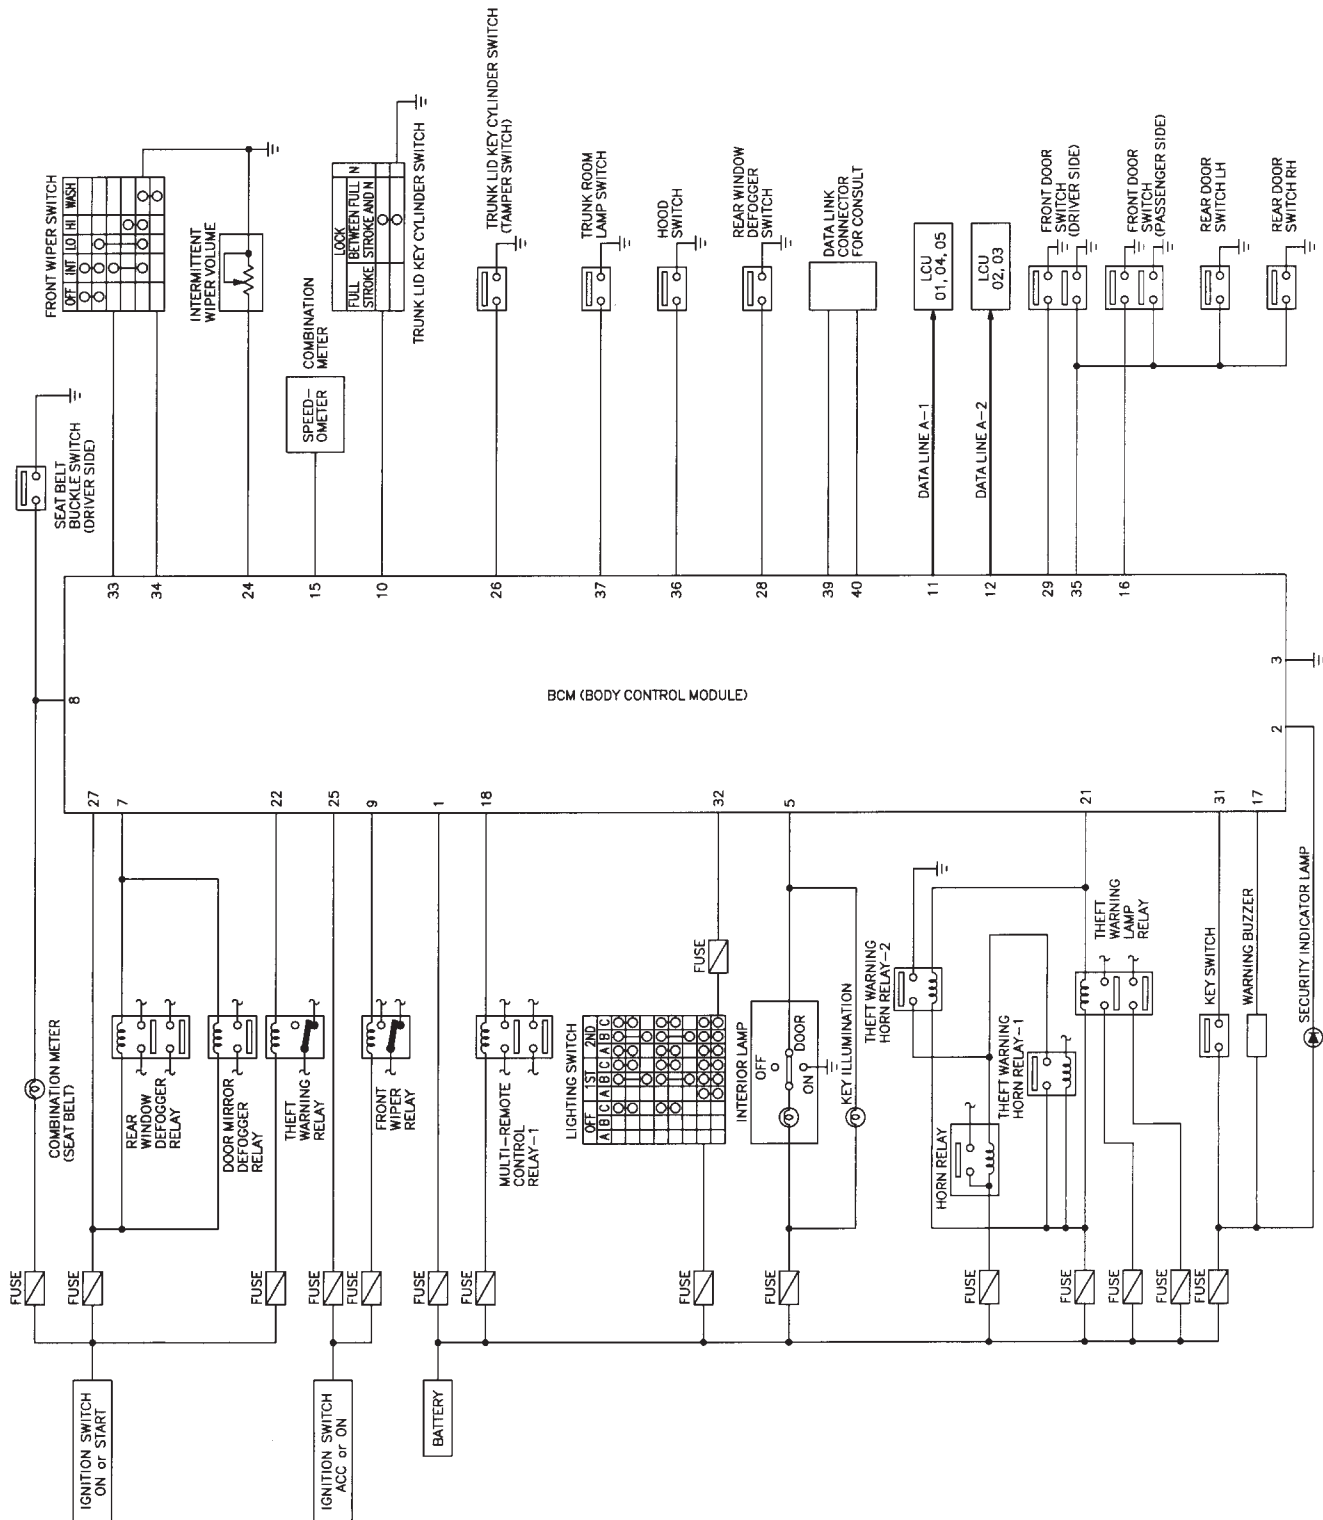 IGNITION SWITCH
ON or START
IGNITION SWITCH
ACC or ON
BATTERY
FUSE
FUSE
FUSE
FUSE
FUSE
FUSE
FUSE
FUSE
FUSE
FUSE
FUSE
FUSE
FUSE
COMBINATION METER
(SEAT BELT)
REAR
WINDOW
DEFOGGER
RELAY
DOOR MIRROR
DEFOGGER
RELAY
THEFT
WARNING
RELAY
FRONT
WIPER
RELAY
MULTI-REMOTE
CONTROL
RELAY-1
LIGHTING SWITCH
OFF 1ST 2ND
A B C A B C A B C
FUSE
INTERIOR LAMP
OFF
DOOR
ON
KEY ILLUMINATION
THEFT WARNING
HORN RELAY-2
HORN RELAY
THEFT WARNING
HORN RELAY-1
THEFT WARNING
LAMP
RELAY
KEY SWITCH
WARNING BUZZER
SECURITY INDICATOR LAMP
27
7
22
25
9
1
18
32
5
21
31
17
8
BCM (BODY CONTROL MODULE)
2
3
33
34
24
15
10
26
37
36
28
39
40
11
12
29
35
16
SEAT BELT
BUCKLE SWITCH
(DRIVER SIDE)
FRONT WIPER SWITCH
OFF INT LO HI WASH
INTERMITTENT
WIPER VOLUME
SPEED-
OMETER
COMBINATION
METER
LOCK
FULL STROKE
BETWEEN FULL STROKE AND N
N
TRUNK LID KEY CYLINDER SWITCH
TRUNK LID KEY CYLINDER SWITCH
(TAMPER SWITCH)
TRUNK ROOM
LAMP SWITCH
HOOD
SWITCH
REAR WINDOW
DEFOGGER
SWITCH
DATA LINK
CONNECTOR
FOR CONSULT
DATA LINE A-1
LCU
01, 04, 05
DATA LINE A-2
LCU
02, 03
FRONT DOOR
SWITCH
(DRIVER SIDE)
FRONT DOOR
SWITCH
(PASSENGER SIDE)
REAR DOOR
SWITCH LH
REAR DOOR
SWITCH RH